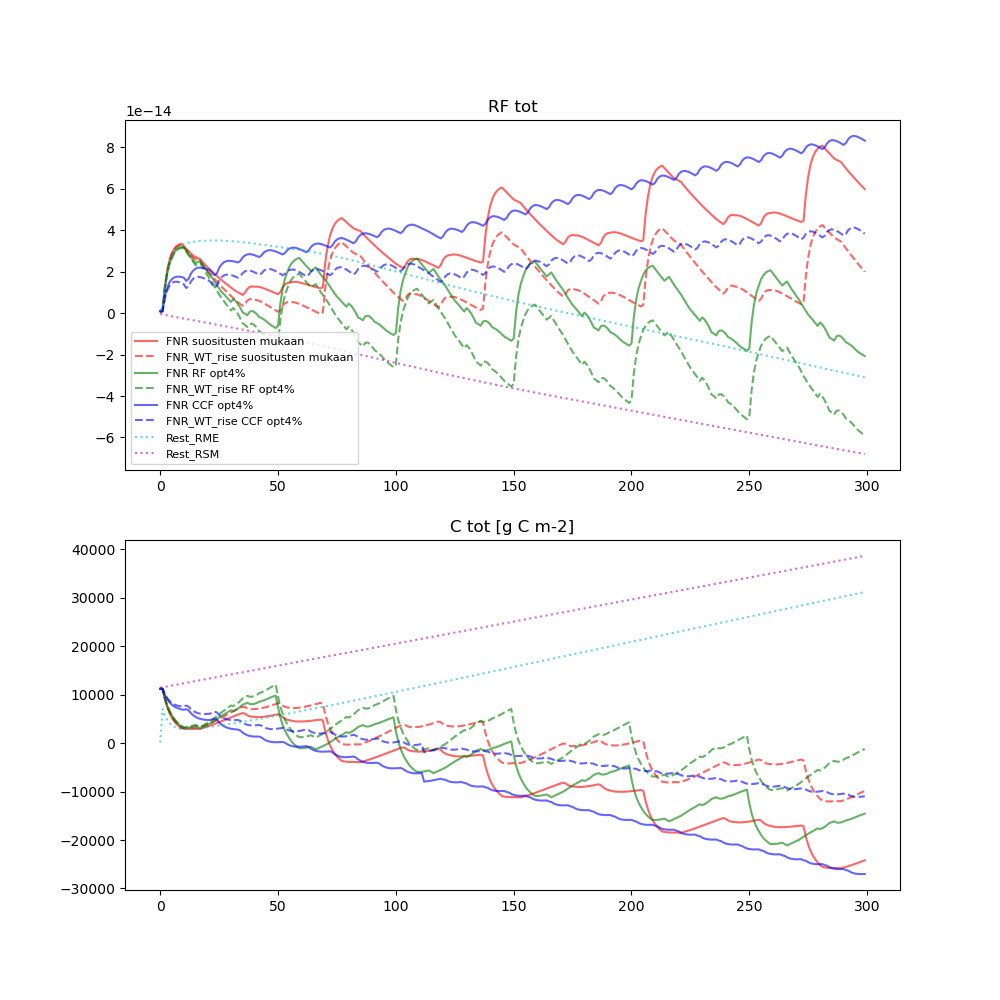 RF tot
1e−14
8
6
4
2
0
−2
−4
−6
FNR suositusten mukaan
FNR_WT_rise suositusten mukaan
FNR RF opt4%
FNR_WT_rise RF opt4%
FNR CCF opt4%
FNR_WT_rise CCF opt4%
Rest_RME
Rest_RSM
0 50 100 150 200 250 300
C tot [g C m-2]
40000
30000
20000
10000
0
−10000
−20000
−30000
0 50 100 150 200 250 300